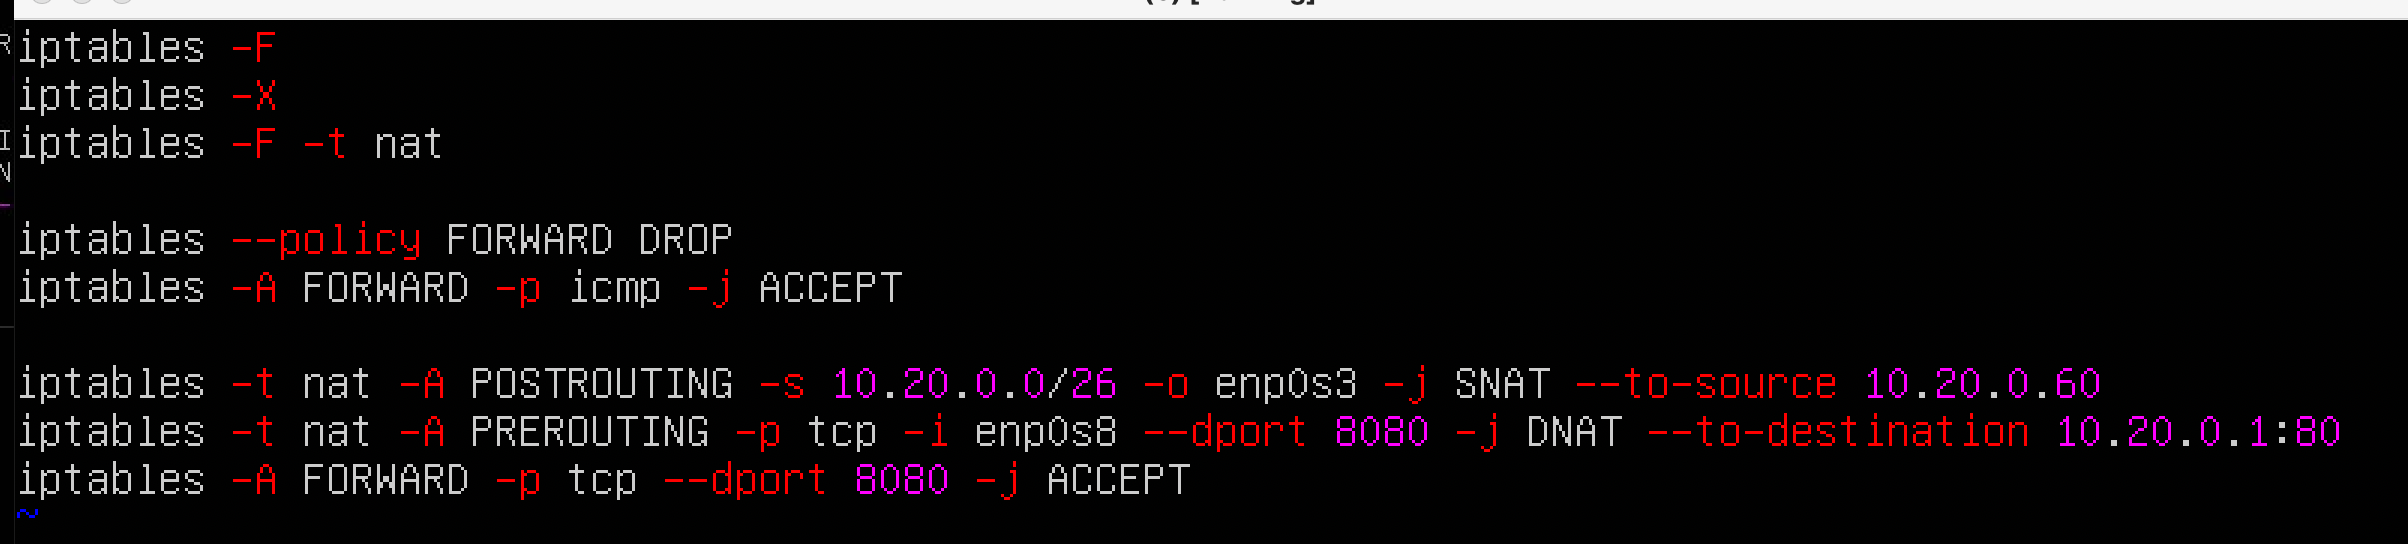 iptables -F
iptables -X
iptables -F -t nat
iptables --policy FORWARD DROP
iptables -A FORWARD -p icmp -j ACCEPT
iptables -t nat -A POSTROUTING -s 10.20.0.0/26 -o enp0s3 -j SNAT --to-source 10.20.0.60
iptables -t nat -A PREROUTING -p tcp -i enp0s8 --dport 8080 -j DNAT --to-destination 10.20.0.1:80
iptables -A FORWARD -p tcp --dport 8080 -j ACCEPT
~